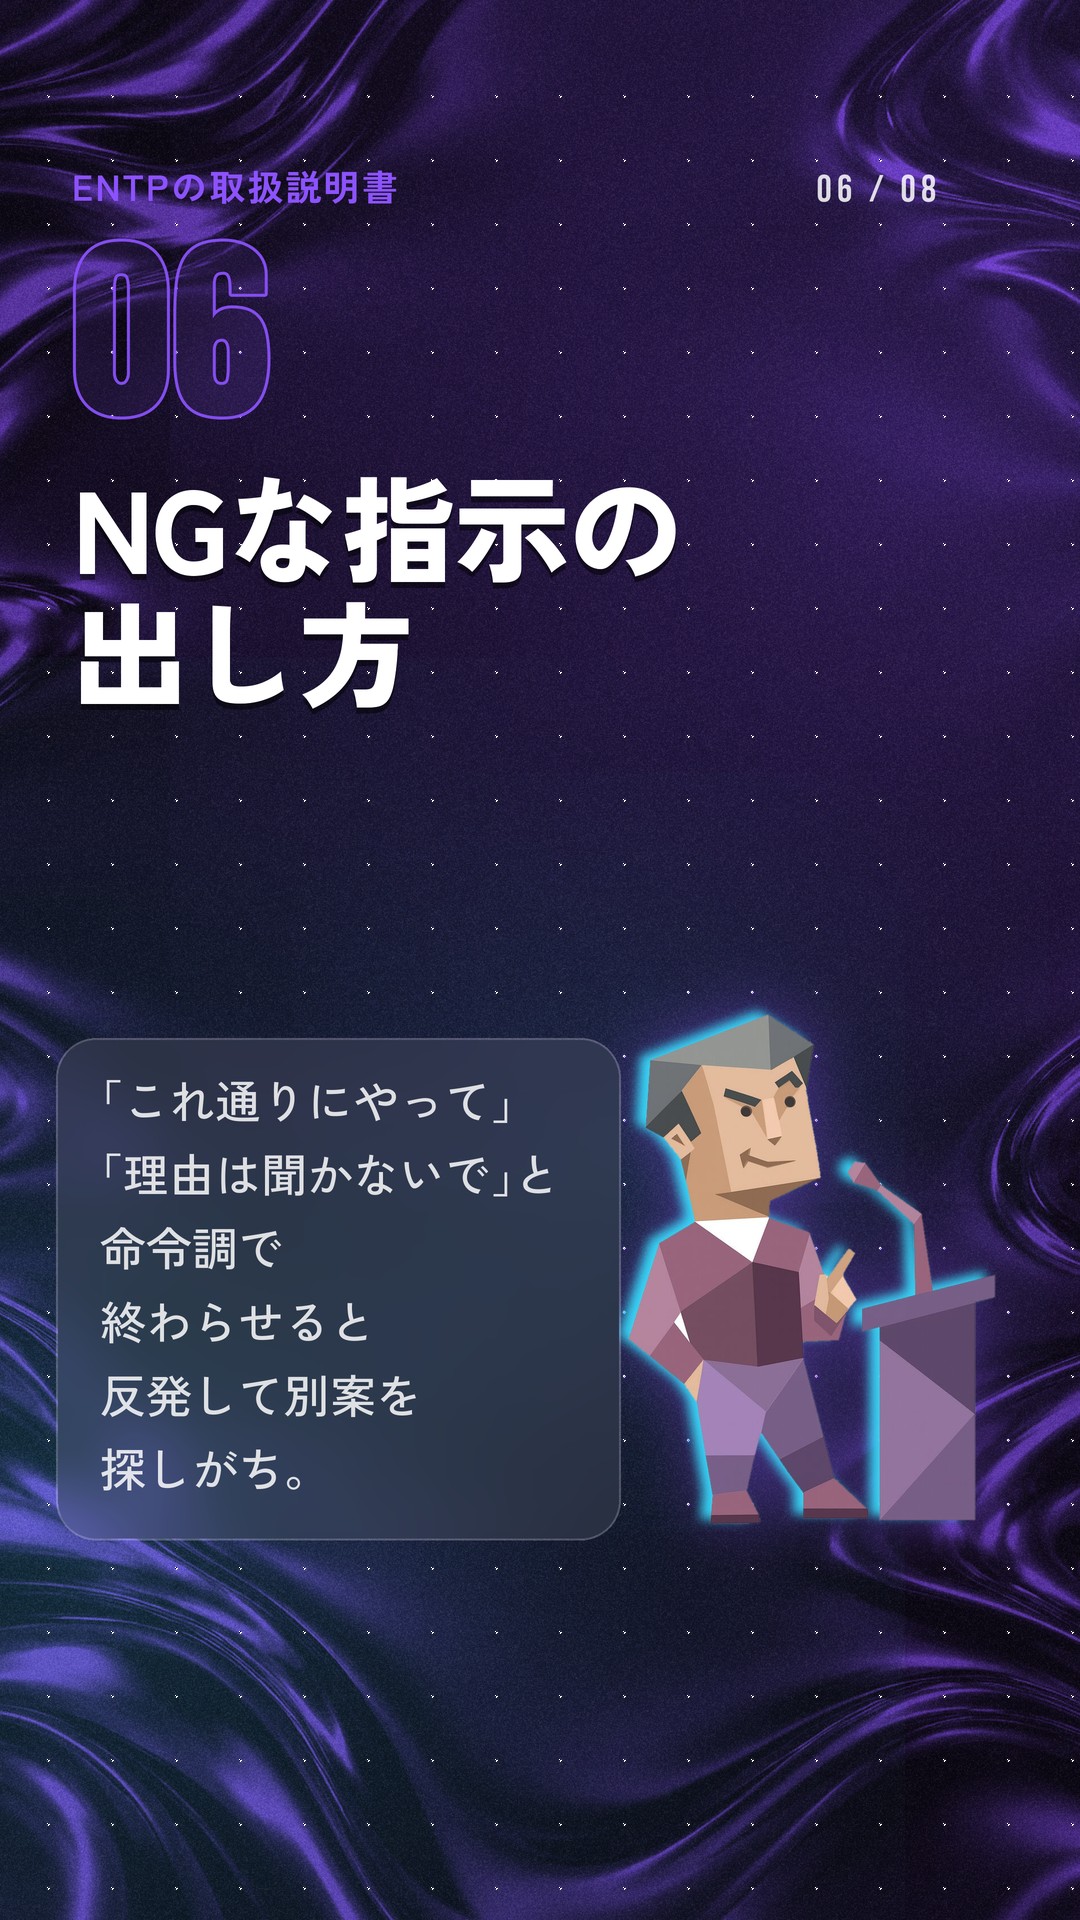 ENTPの取扱説明書
06 / 08
06
NGな指示の
出し方
「これ通りにやって」
「理由は聞かないで」と
命令調で
終わらせると
反発して別案を
探しがち。